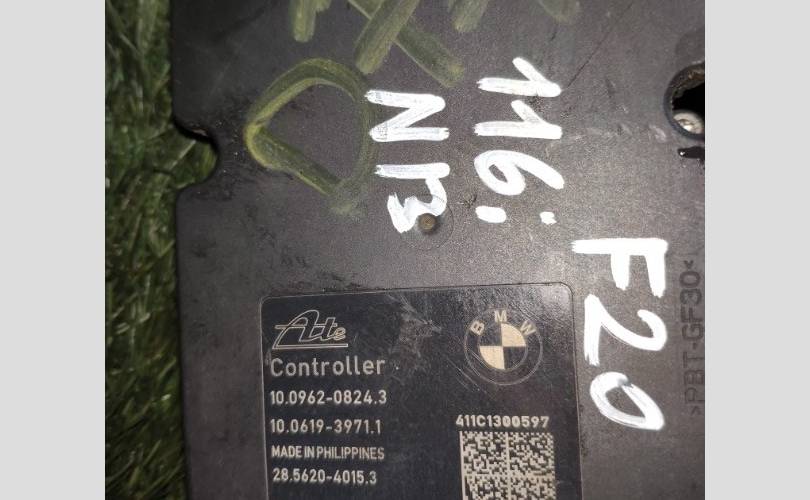 116i
N13
F20
>PBT-GF30<
Ate
BMW
Controller
10.0962-0824.3
10.0619-3971.1
411C1300597
MADE IN PHILIPPINES
28.5620-4015.3